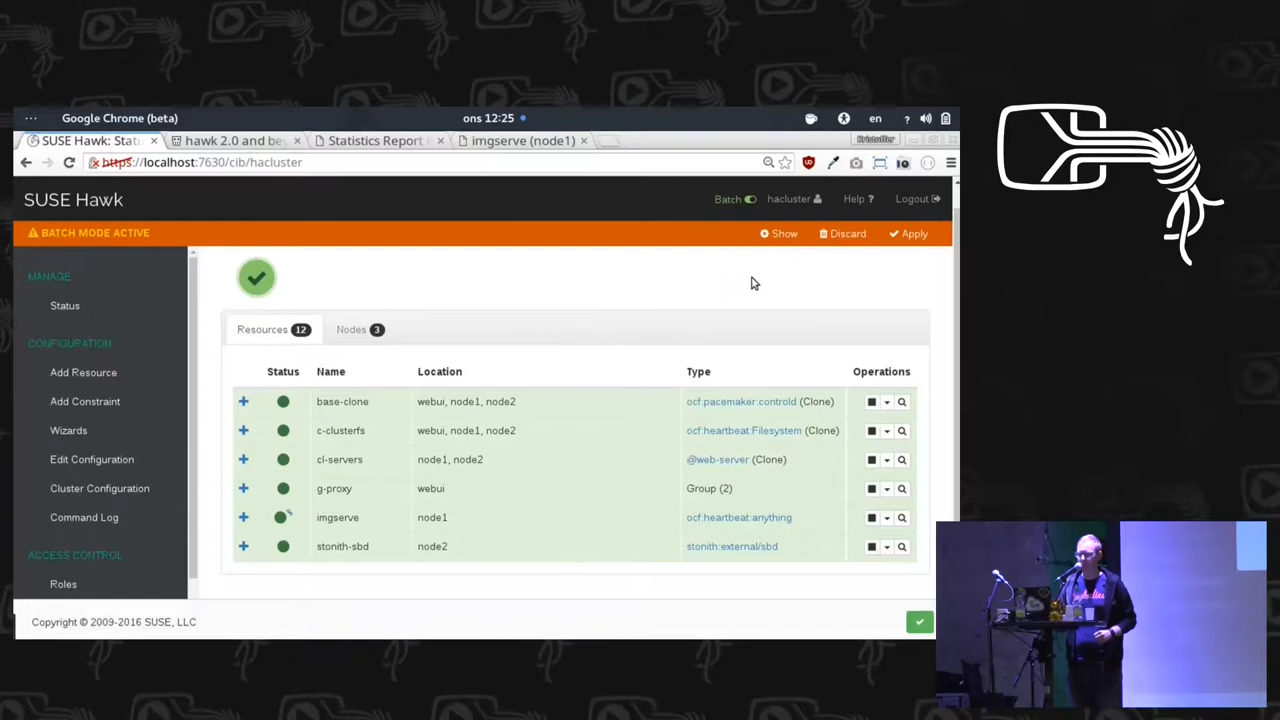 Google Chrome (beta)
ons 12:25
en
SUSE Hawk: Statu
hawk 2.0 and be
Statistics Report
imgserve (node1)
Kristoffer
https://localhost:7630/cib/hacluster
SUSE Hawk
Batch
hacluster
Help ?
Logout
BATCH MODE ACTIVE
Show
Discard
Apply
MANAGE
Status
CONFIGURATION
Add Resource
Add Constraint
Wizards
Edit Configuration
Cluster Configuration
Command Log
ACCESS CONTROL
Roles
Resources 12
Nodes 3
Status Name Location Type Operations
base-clone webui, node1, node2 ocf:pacemaker:controld (Clone)
c-clusterfs webui, node1, node2 ocf:heartbeat:Filesystem (Clone)
cl-servers node1, node2 @web-server (Clone)
g-proxy webui Group (2)
imgserve node1 ocf:heartbeat:anything
stonith-sbd node2 stonith:external/sbd
Copyright © 2009-2016 SUSE, LLC